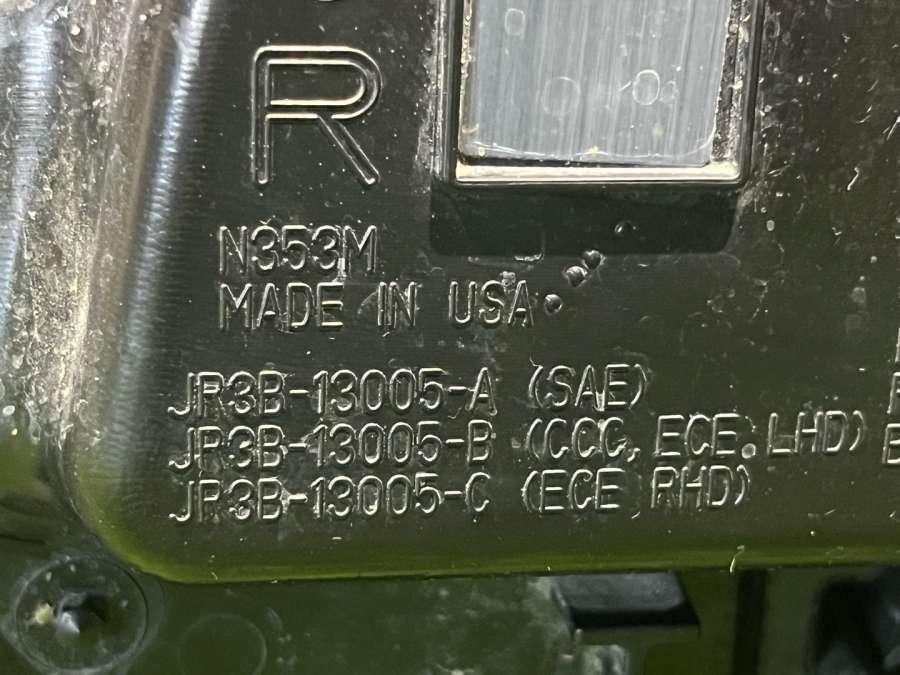 R
N353M
MADE IN USA
JR3B-13005-A (SAE)
JR3B-13005-B (CCC, ECE.LHD)
JR3B-13005-C (ECE RHD)